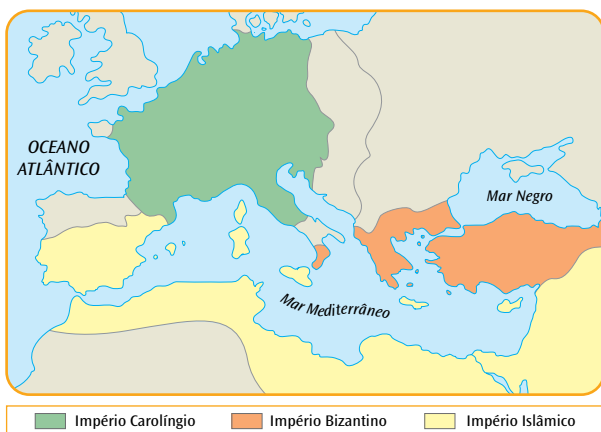 OCEANO
ATLÂNTICO
Mar Negro
Mar Mediterrâneo
Império Carolíngio
Império Bizantino
Império Islâmico